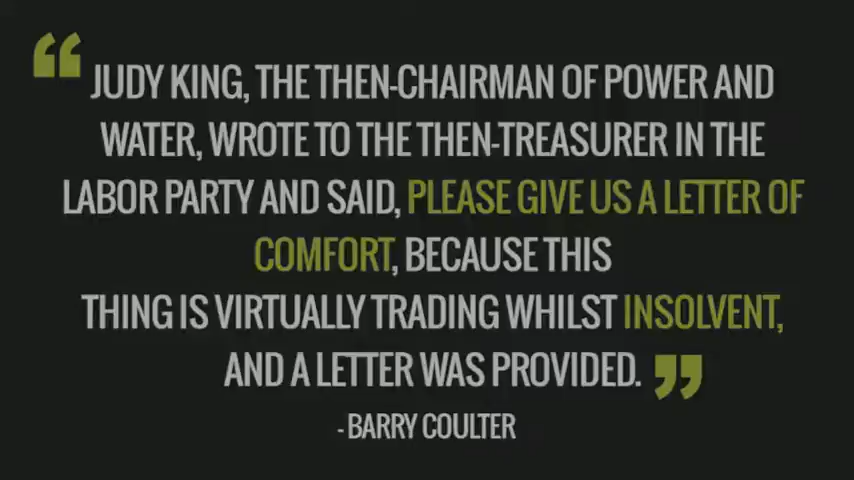 “
JUDY KING, THE THEN-CHAIRMAN OF POWER AND
WATER, WROTE TO THE THEN-TREASURER IN THE
LABOR PARTY AND SAID, PLEASE GIVE US A LETTER OF
COMFORT, BECAUSE THIS
THING IS VIRTUALLY TRADING WHILST INSOLVENT,
AND A LETTER WAS PROVIDED. ”
- BARRY COULTER